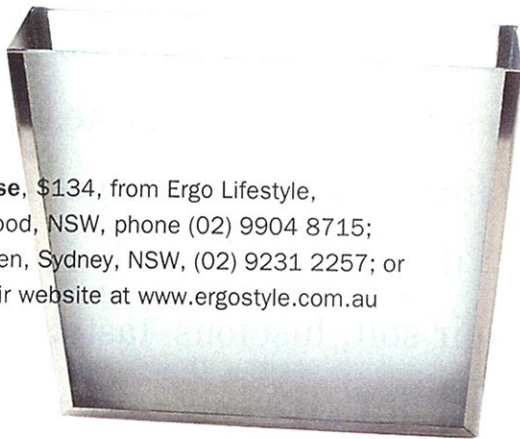 se, $134, from Ergo Lifestyle,
ood, NSW, phone (02) 9904 8715;
en, Sydney, NSW, (02) 9231 2257; or
ir website at www.ergostyle.com.au